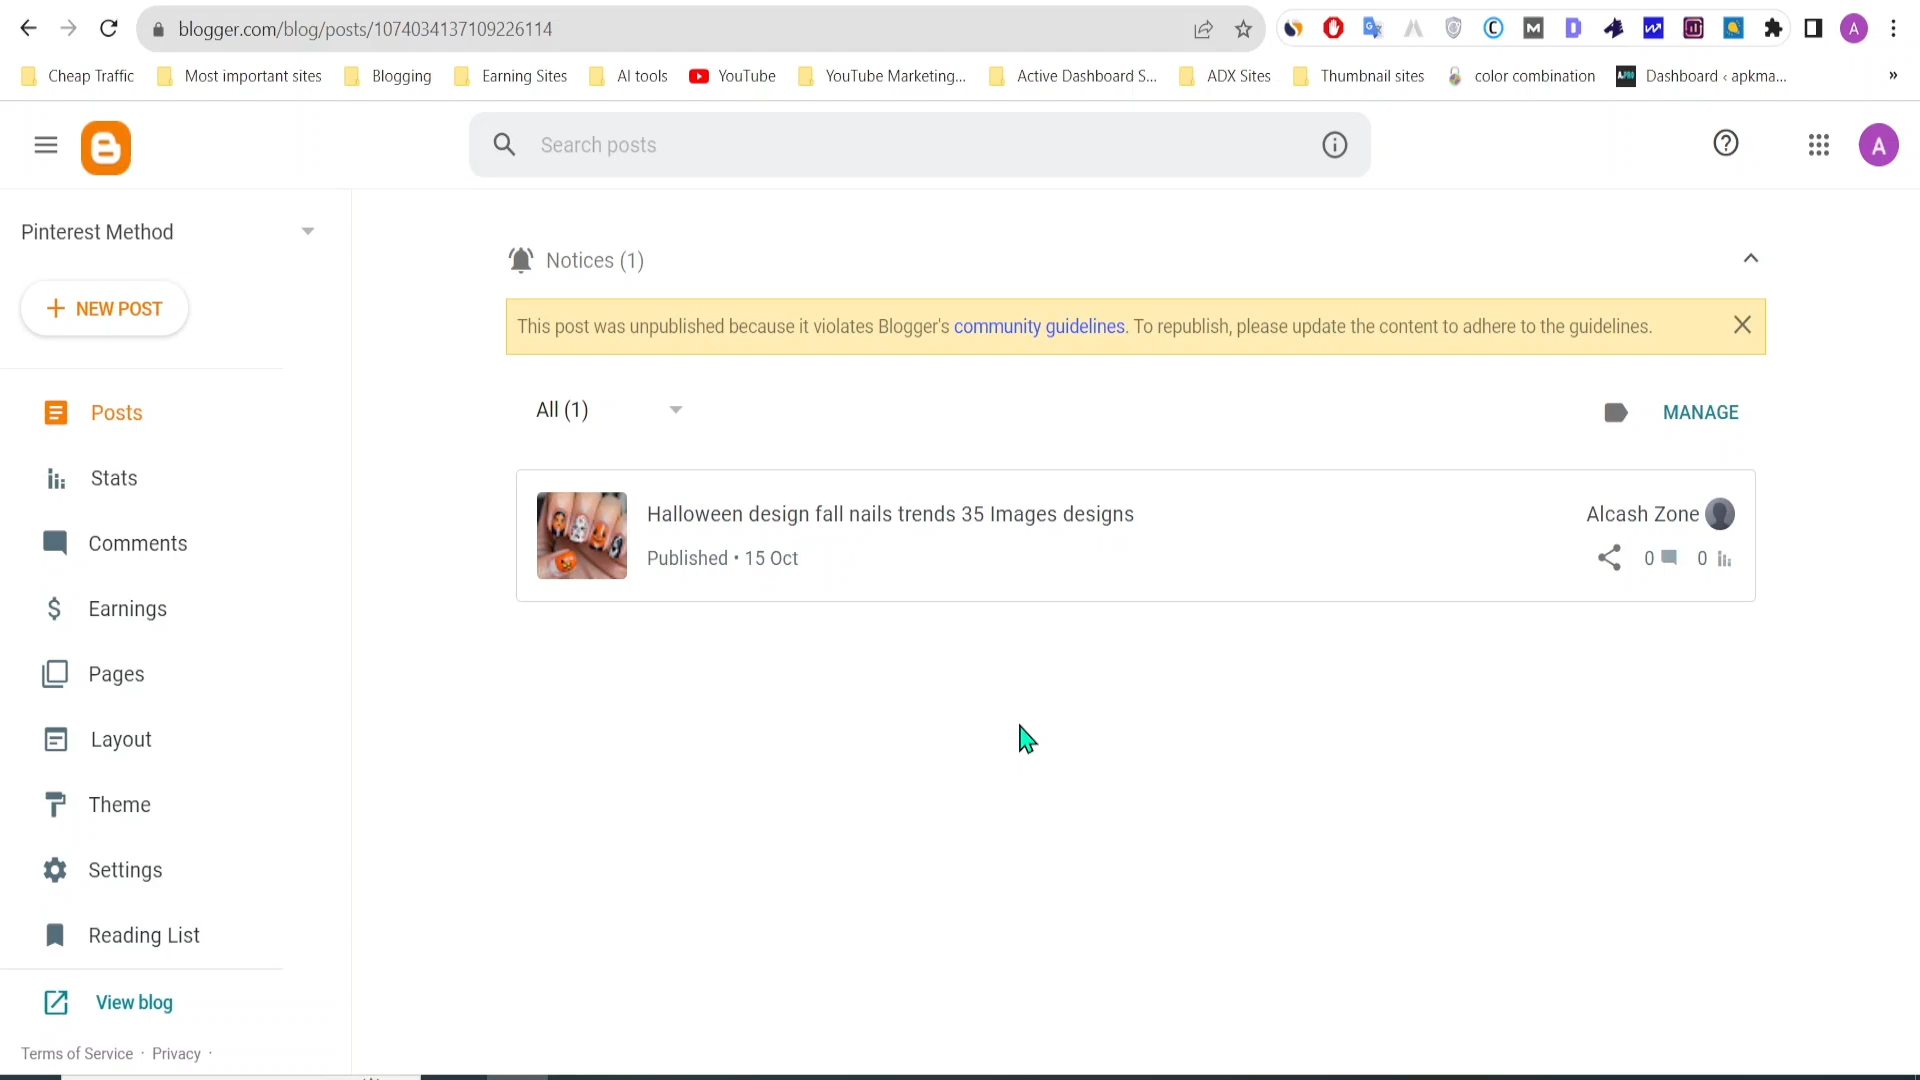 blogger.com/blog/posts/1074034137109226114
Cheap Traffic Most important sites Blogging Earning Sites AI tools YouTube YouTube Marketing... Active Dashboard S... ADX Sites Thumbnail sites color combination Dashboard ‹ apkma... »
Search posts
A
Pinterest Method
NEW POST
Posts
Stats
Comments
Earnings
Pages
Layout
Theme
Settings
Reading List
View blog
Terms of Service · Privacy ·
Notices (1)
This post was unpublished because it violates Blogger's community guidelines. To republish, please update the content to adhere to the guidelines.
All (1)
MANAGE
Halloween design fall nails trends 35 Images designs
Alcash Zone
Published • 15 Oct
0 0